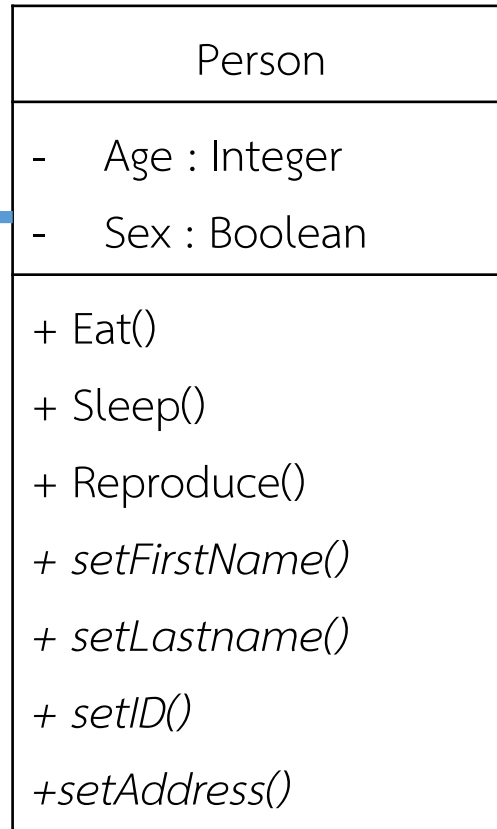 Person
- Age : Integer
- Sex : Boolean
+ Eat()
+ Sleep()
+ Reproduce()
+ setFirstName()
+ setLastname()
+ setID()
+setAddress()